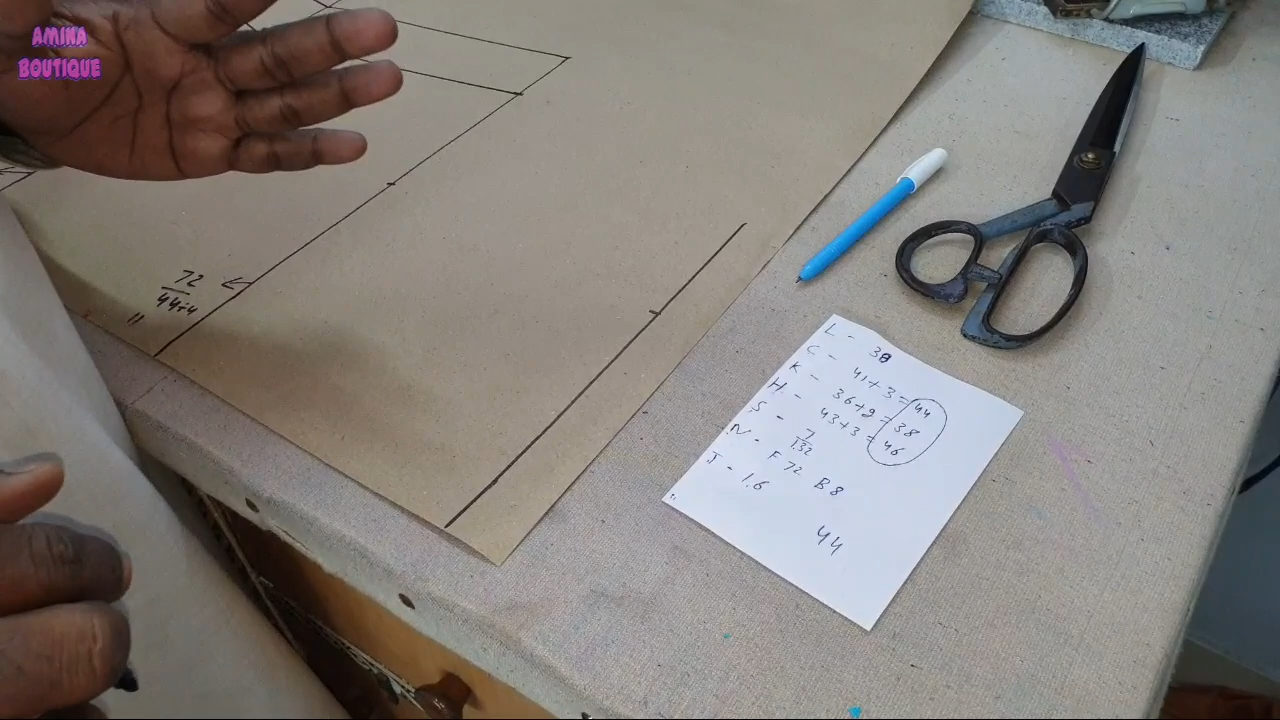 AMINA
BOUTIQUE
72
44÷4
"
L - 38
C - 41+3=44
K - 36+2=38
H - 43+3=46
S - 7
132
N - F 72 B8
J - 1.6
44